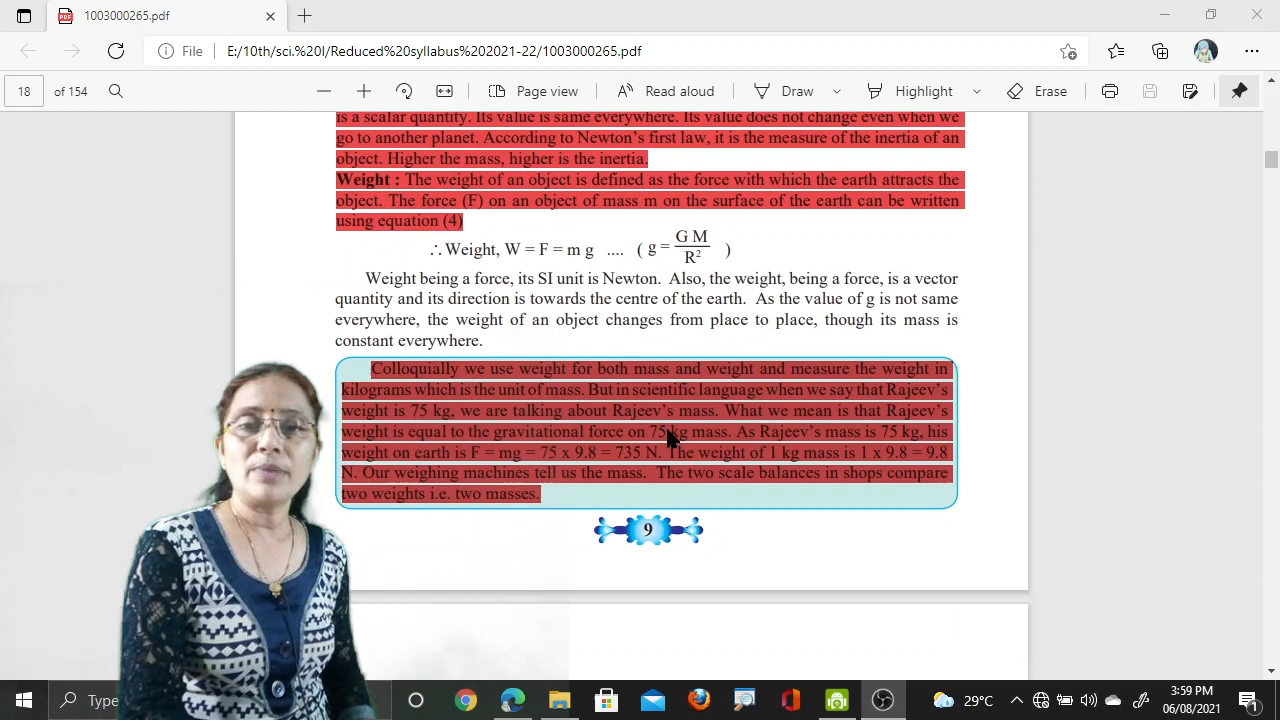 1003000265.pdf
File E:/10th/sci.%20I/Reduced%20syllabus%202021-22/1003000265.pdf
18 of 154 Page view Read aloud Draw Highlight Erase
is a scalar quantity. Its value is same everywhere. Its value does not change even when we
go to another planet. According to Newton's first law, it is the measure of the inertia of an
object. Higher the mass, higher is the inertia.
Weight : The weight of an object is defined as the force with which the earth attracts the
object. The force (F) on an object of mass m on the surface of the earth can be written
using equation (4)
∴ Weight, W = F = m g .... ( g = G M / R² )
Weight being a force, its SI unit is Newton. Also, the weight, being a force, is a vector
quantity and its direction is towards the centre of the earth. As the value of g is not same
everywhere, the weight of an object changes from place to place, though its mass is
constant everywhere.
Colloquially we use weight for both mass and weight and measure the weight in
kilograms which is the unit of mass. But in scientific language when we say that Rajeev's
weight is 75 kg, we are talking about Rajeev's mass. What we mean is that Rajeev's
weight is equal to the gravitational force on 75 kg mass. As Rajeev's mass is 75 kg, his
weight on earth is F = mg = 75 x 9.8 = 735 N. The weight of 1 kg mass is 1 x 9.8 = 9.8
N. Our weighing machines tell us the mass. The two scale balances in shops compare
two weights i.e. two masses.
9
Type
29°C
3:59 PM
06/08/2021
1